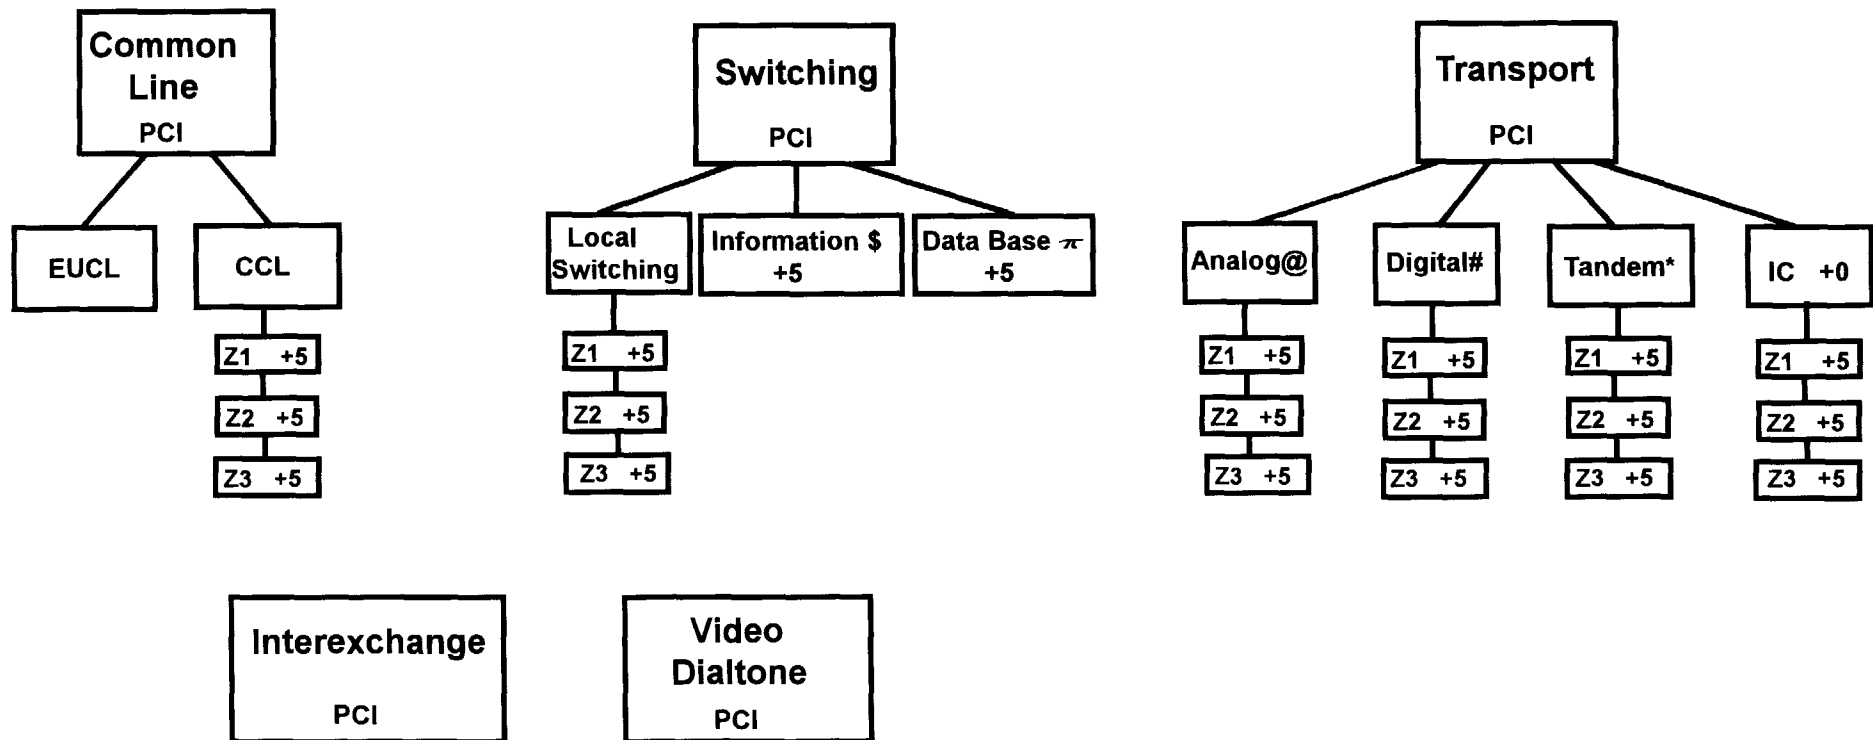 Common
Line
PCI
EUCL
CCL
Z1 +5
Z2 +5
Z3 +5
Switching
PCI
Local
Switching
Z1 +5
Z2 +5
Z3 +5
Information $
+5
Data Base π
+5
Transport
PCI
Analog@
Z1 +5
Z2 +5
Z3 +5
Digital#
Z1 +5
Z2 +5
Z3 +5
Tandem*
Z1 +5
Z2 +5
Z3 +5
IC +0
Z1 +5
Z2 +5
Z3 +5
Interexchange
PCI
Video
Dialtone
PCI